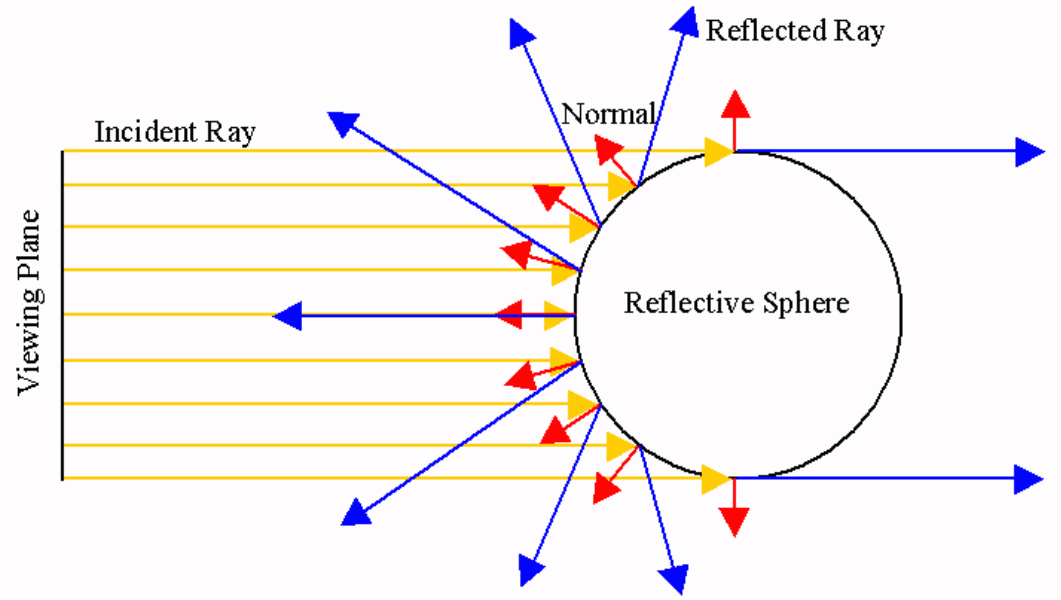 Reflected Ray
Normal
Incident Ray
Viewing Plane
Reflective Sphere